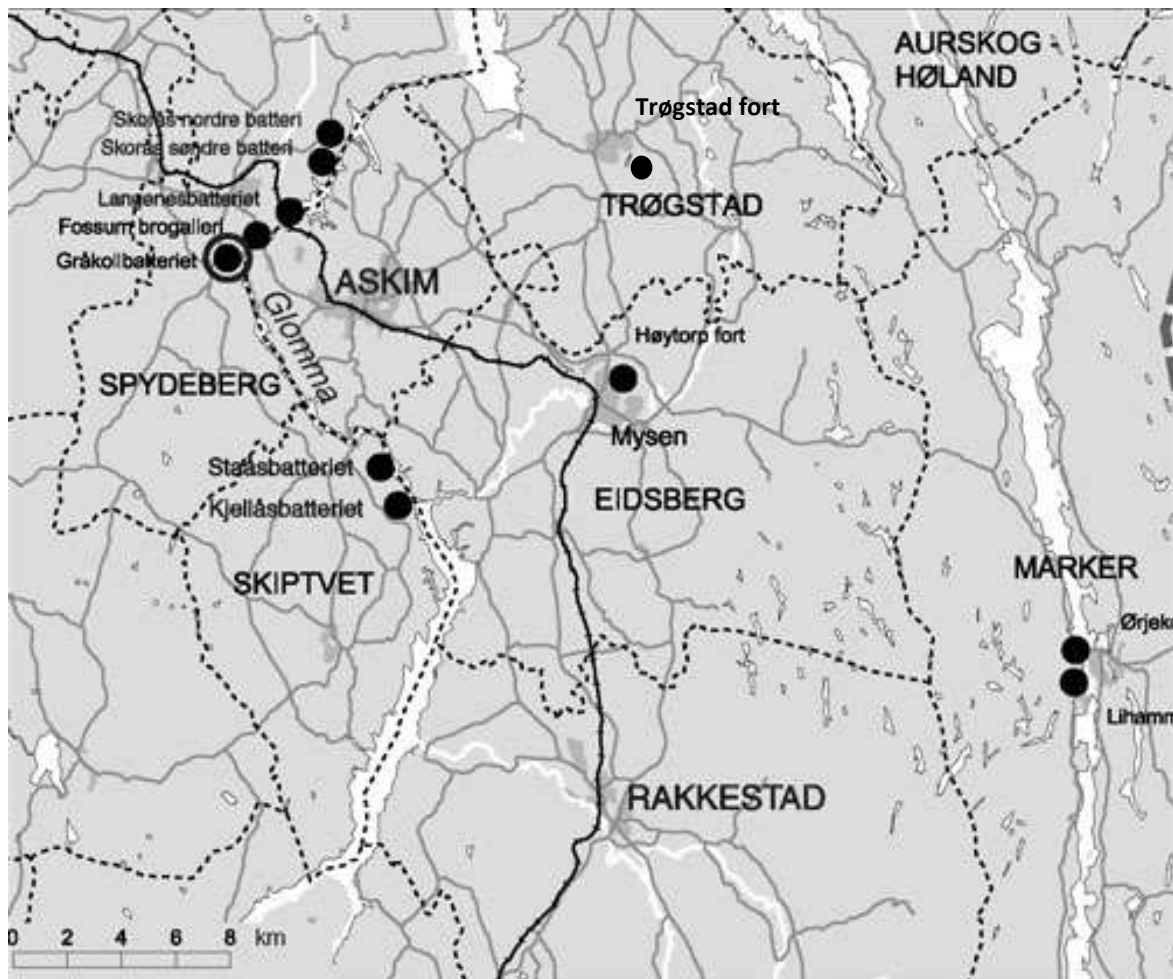 AURSKOG -
HØLAND
Trøgstad fort
Skorås nordre batteri
Skorås søndre batteri
TRØGSTAD
Langenesbatteriet
Fossum brogalleri
Gråkollbatteriet
ASKIM
Glomma
Høytorp fort
SPYDEBERG
Mysen
Staåsbatteriet
EIDSBERG
Kjellåsbatteriet
MARKER
SKIPTVET
Ørjek
Lihamm
RAKKESTAD
0 2 4 6 8 km